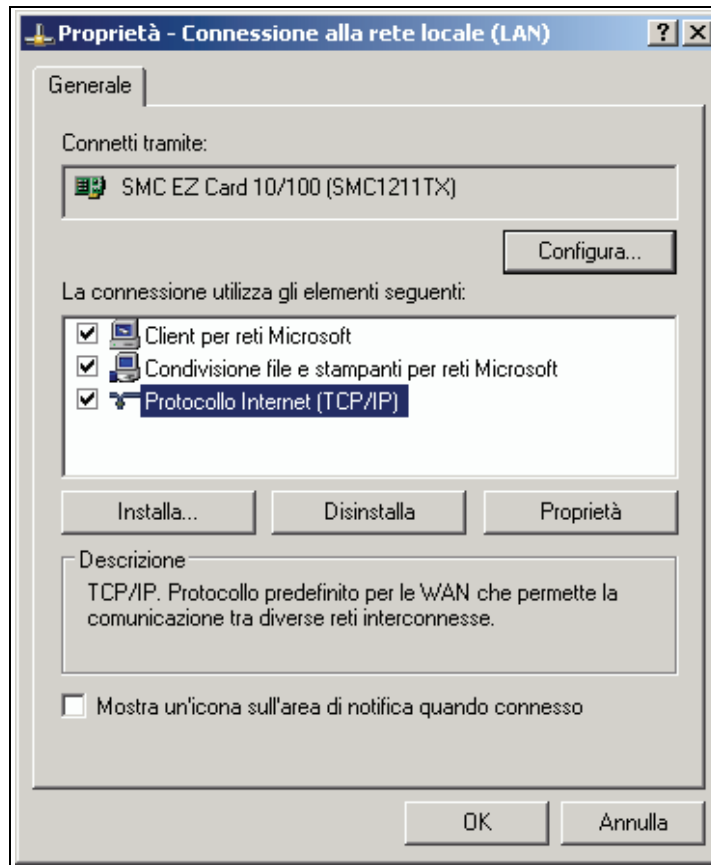 Proprietà - Connessione alla rete locale (LAN)
Generale
Connetti tramite:
SMC EZ Card 10/100 (SMC1211TX)
Configura...
La connessione utilizza gli elementi seguenti:
Client per reti Microsoft
Condivisione file e stampanti per reti Microsoft
Protocollo Internet (TCP/IP)
Installa... Disinstalla Proprietà
Descrizione
TCP/IP. Protocollo predefinito per le WAN che permette la
comunicazione tra diverse reti interconnesse.
Mostra un'icona sull'area di notifica quando connesso
OK Annulla